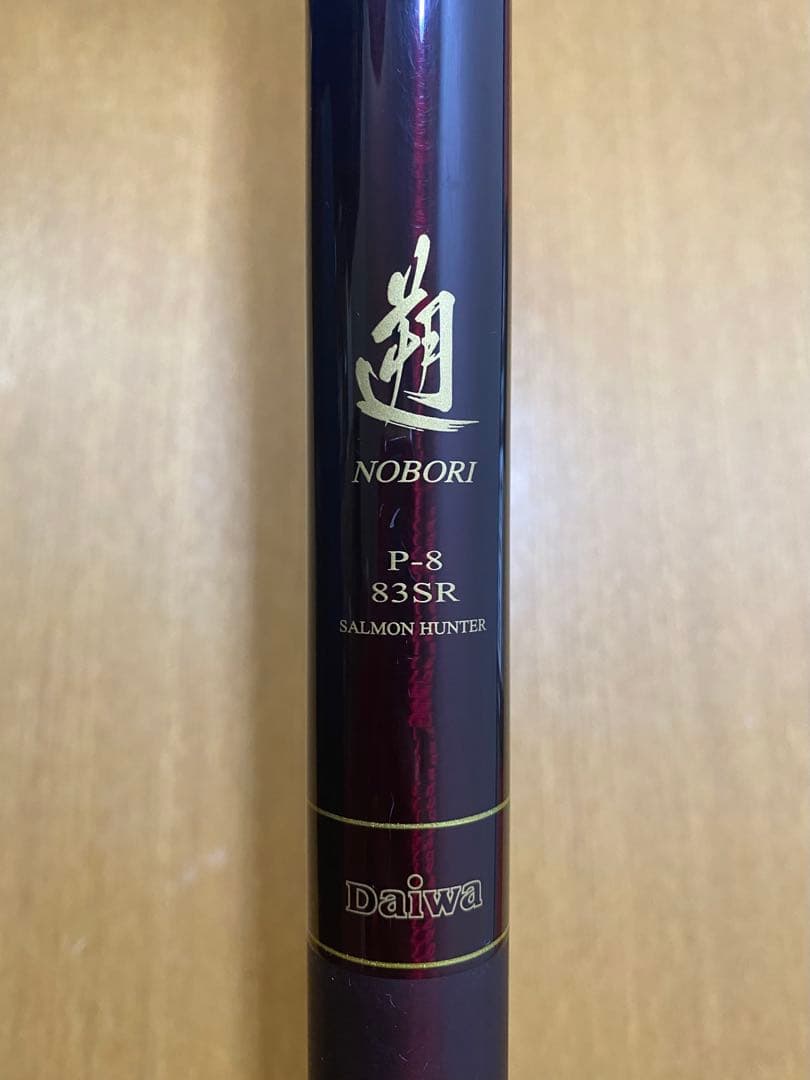 遡
NOBORI
P-8
83SR
SALMON HUNTER
Daiwa